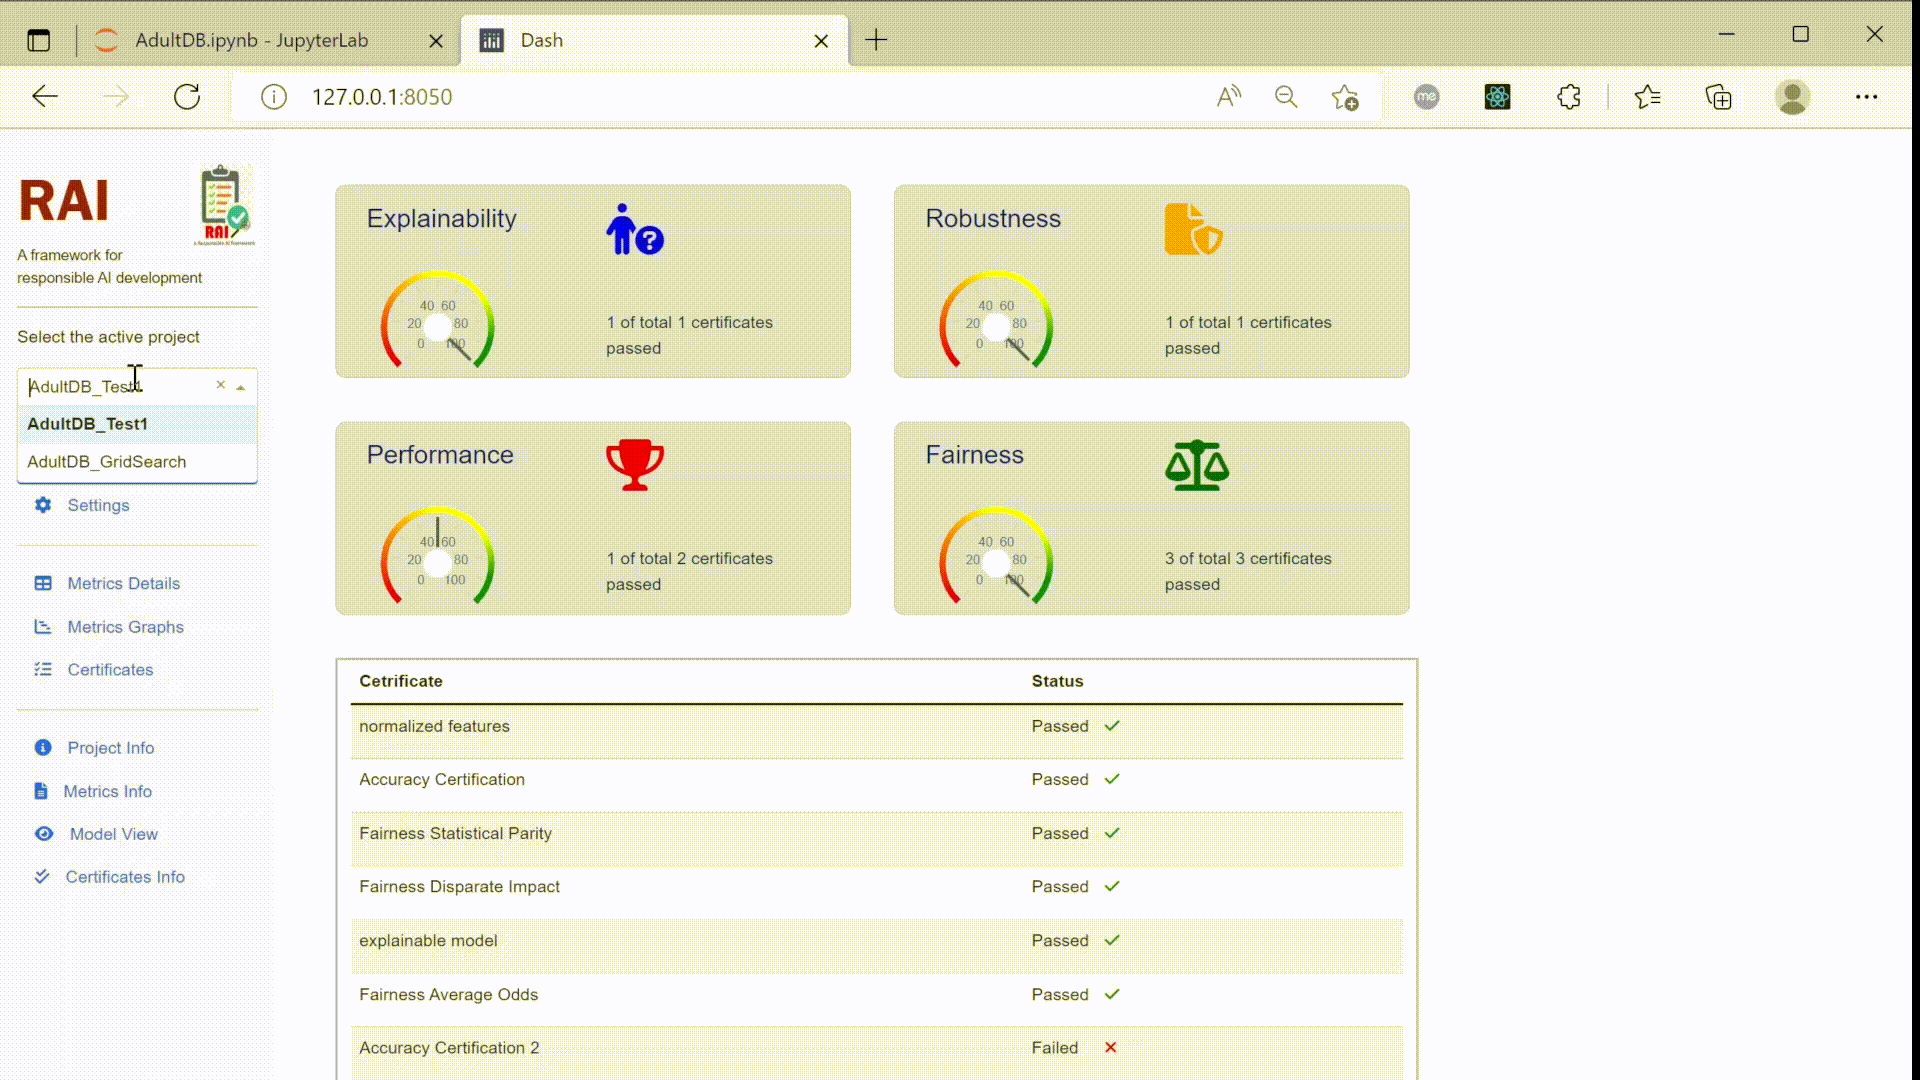 AdultDB.ipynb - JupyterLab
Dash
127.0.0.1:8050
me
RAI
RAI
A framework for
responsible AI development
Select the active project
AdultDB_Test1
AdultDB_Test1
AdultDB_GridSearch
Settings
Metrics Details
Metrics Graphs
Certificates
Project Info
Metrics Info
Model View
Certificates Info
Explainability
0 20 40 60 80 100
1 of total 1 certificates
passed
Robustness
0 20 40 60 80 100
1 of total 1 certificates
passed
Performance
0 20 40 60 80 100
1 of total 2 certificates
passed
Fairness
0 20 40 60 80 100
3 of total 3 certificates
passed
Cetrificate Status
normalized features Passed
Accuracy Certification Passed
Fairness Statistical Parity Passed
Fairness Disparate Impact Passed
explainable model Passed
Fairness Average Odds Passed
Accuracy Certification 2 Failed